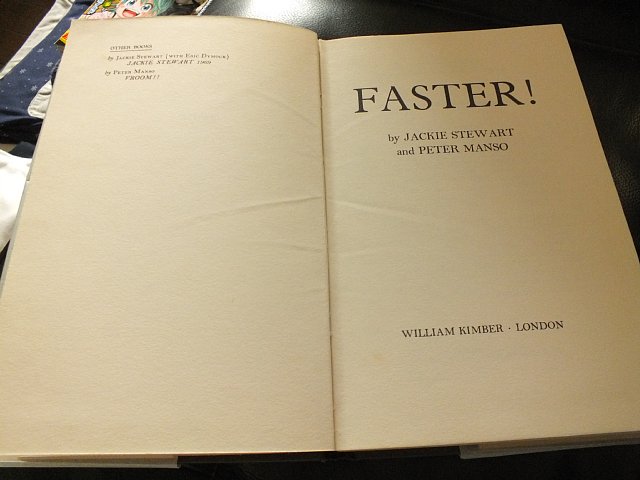 OTHER BOOKS
by JACKIE STEWART (WITH ERIC DYMOCK)
JACKIE STEWART 1969
by PETER MANSO
VROOM!!
FASTER!
by JACKIE STEWART
and PETER MANSO
WILLIAM KIMBER · LONDON